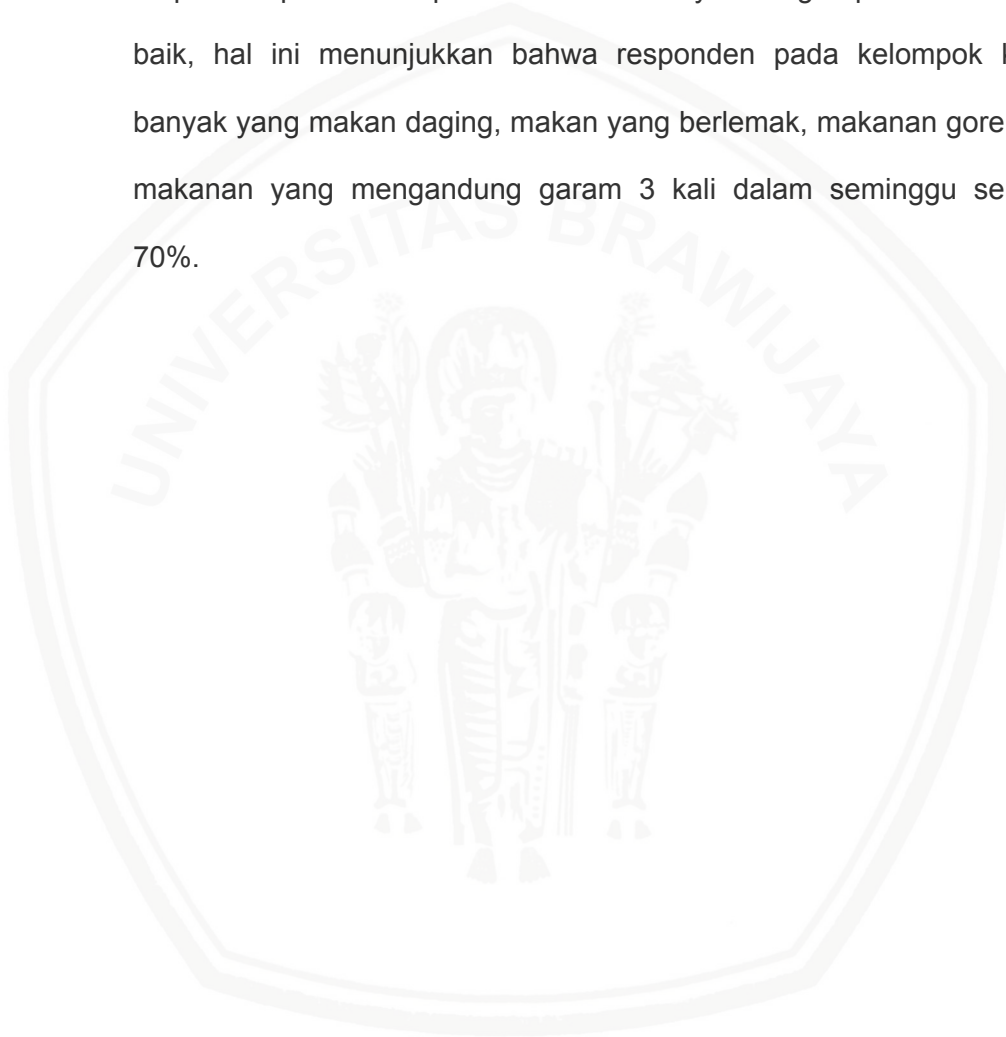 baik, hal ini menunjukkan bahwa responden pada kelompok
banyak yang makan daging, makan yang berlemak, makanan gore
makanan yang mengandung garam 3 kali dalam seminggu se
70%.
UNIVERSITAS BRAWIJAYA